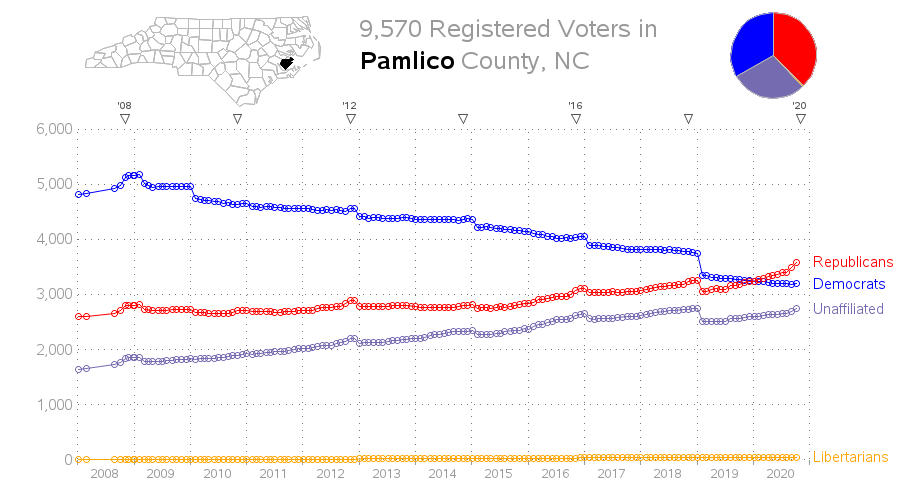 9,570 Registered Voters in
Pamlico County, NC
'08 '12 '16 '20
6,000
5,000
4,000
Republicans
Democrats
3,000
Unaffiliated
2,000
1,000
0
Libertarians
2008 2009 2010 2011 2012 2013 2014 2015 2016 2017 2018 2019 2020